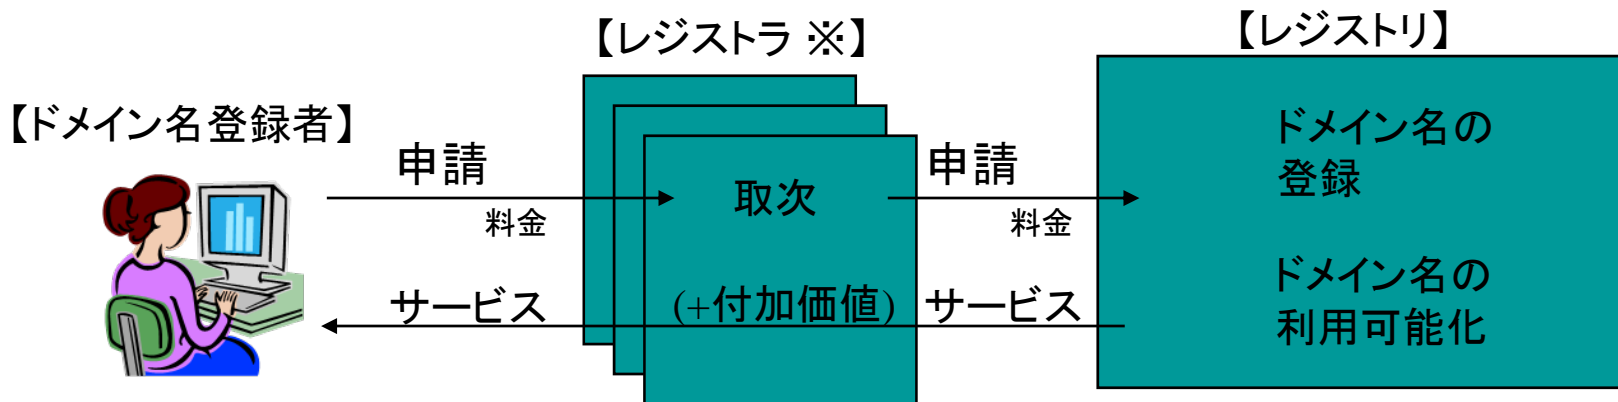 【レジストラ ※】
【レジストリ】
【ドメイン名登録者】
申請
料金
取次
申請
料金
ドメイン名の
登録
サービス
(+付加価値)
サービス
ドメイン名の
利用可能化